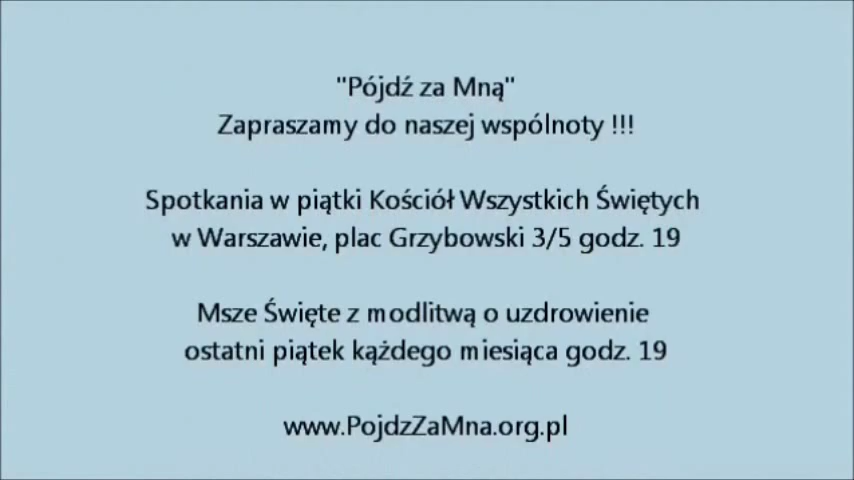 "Pójdź za Mną"
Zapraszamy do naszej wspólnoty !!!
Spotkania w piątki Kościół Wszystkich Świętych
w Warszawie, plac Grzybowski 3/5 godz. 19
Msze Święte z modlitwą o uzdrowienie
ostatni piątek kążdego miesiąca godz. 19
www.PojdzZaMna.org.pl